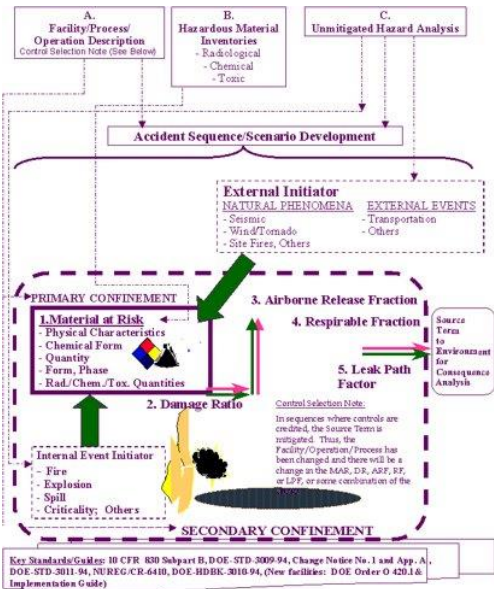 A.
Facility/Process/
Operation Description
Control Selection Note (See Below)
B.
Hazardous Material
Inventories
- Radiological
- Chemical
- Toxic
C.
Unmitigated Hazard Analysis
Accident Sequence/Scenario Development
External Initiator
NATURAL PHENOMENA
- Seismic
- Wind/Tornado
- Site Fires, Others
EXTERNAL EVENTS
- Transportation
- Others
PRIMARY CONFINEMENT
1.Material at Risk
- Physical Characteristics
- Chemical Form
- Quantity
- Form, Phase
- Rad./Chem./Tox. Quantities
2. Damage Ratio
3. Airborne Release Fraction
4. Respirable Fraction
5. Leak Path
Factor
Source
Term
to
Environment
for
Consequence
Analysis
Control Selection Note:
In sequences where controls are
credited, the Source Term is
mitigated. Thus, the
Facility/Operation/Process has
been changed and there will be a
change in the MAR, DR, ARF, RF,
or LPF, or some combination of the
Internal Event Initiator
- Fire
- Explosion
- Spill
- Criticality; Others
SECONDARY CONFINEMENT
Key Standards/Guides: 10 CFR 830 Subpart B, DOE-STD-3009-94, Change Notice No. 1 and App. A,
DOE-STD-3011-94, NUREG/CR-6410, DOE-HDBK-3010-94, (New facilities: DOE Order O 420.1 &
Implementation Guide)